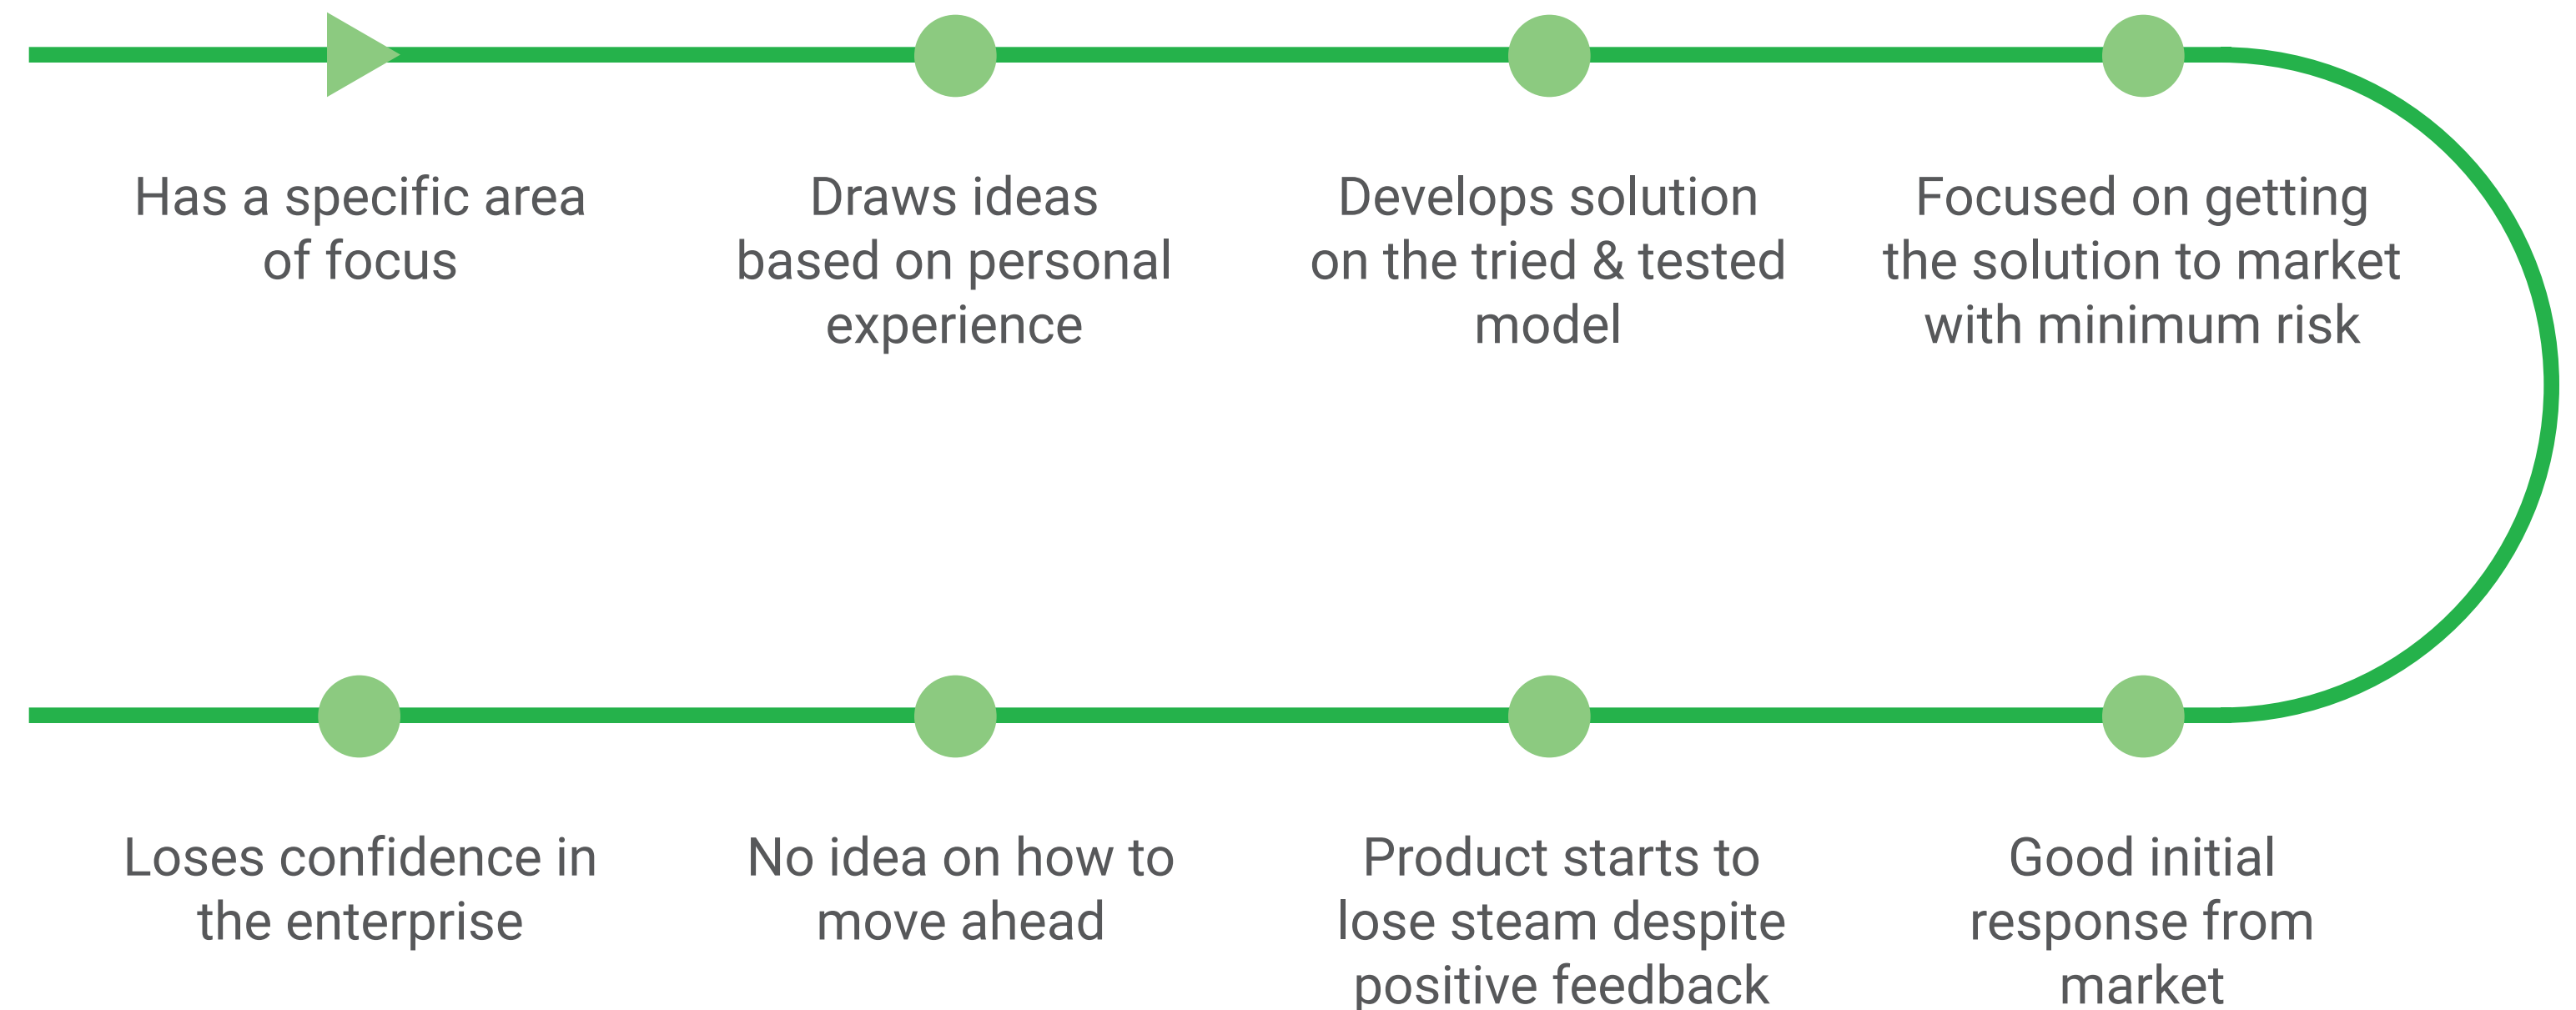 Has a specific area
of focus
Draws ideas
based on personal
experience
Develops solution
on the tried & tested
model
Focused on getting
the solution to market
with minimum risk
Good initial
response from
market
Product starts to
lose steam despite
positive feedback
No idea on how to
move ahead
Loses confidence in
the enterprise